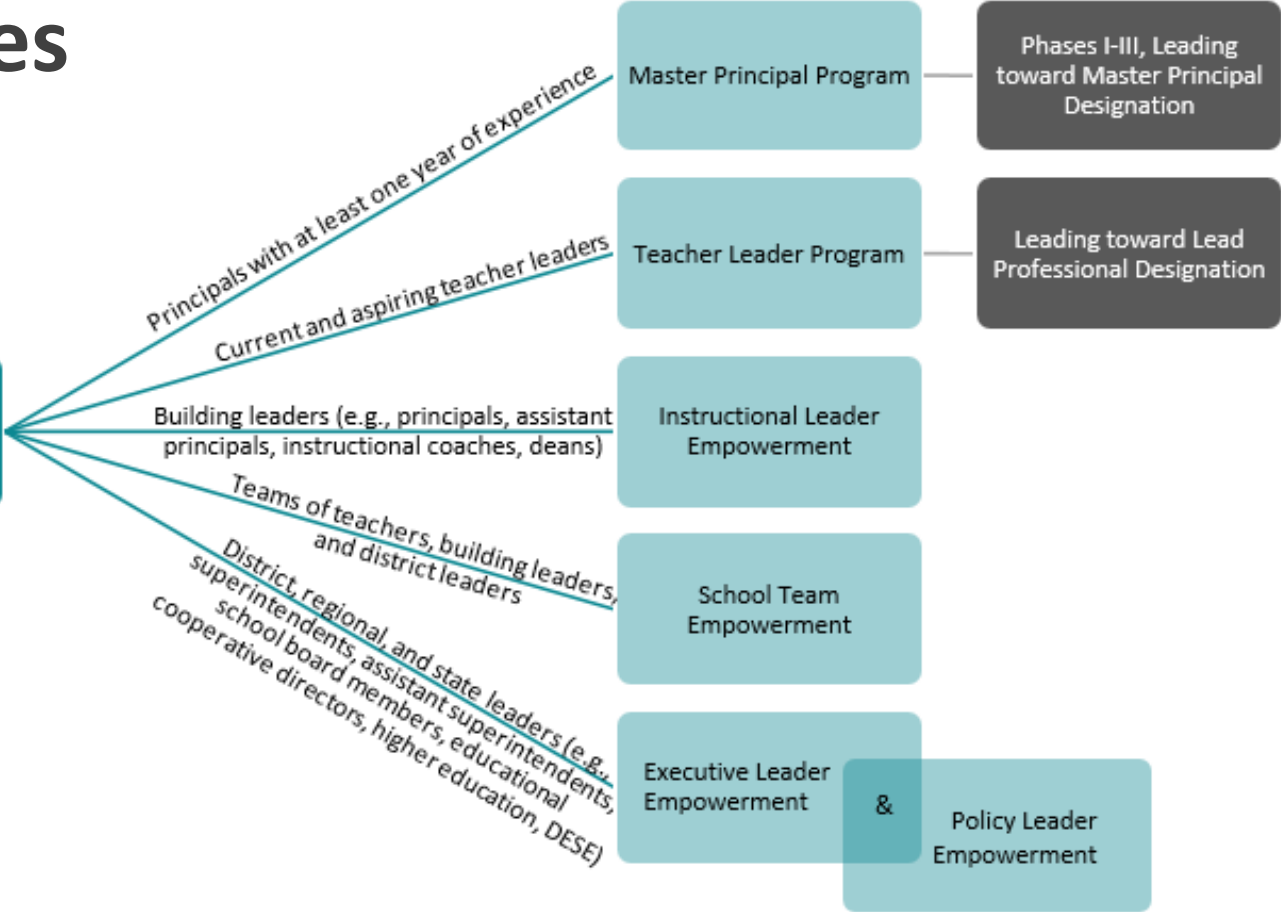 es
Principals with at least one year of experience
Master Principal Program
Phases I-III, Leading
toward Master Principal
Designation
Current and aspiring teacher leaders
Teacher Leader Program
Leading toward Lead
Professional Designation
Building leaders (e.g., principals, assistant
principals, instructional coaches, deans)
Instructional Leader
Empowerment
Teams of teachers, building leaders,
and district leaders
School Team
Empowerment
District, regional, and state leaders (e.g.,
superintendents, assistant superintendents,
school board members, educational
cooperative directors, higher education, DESE)
Executive Leader
Empowerment
&
Policy Leader
Empowerment